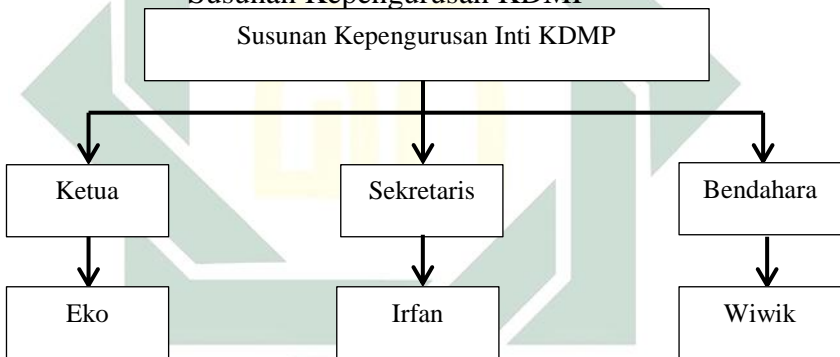 Susunan Kepengurusan KDMP
Susunan Kepengurusan Inti KDMP
Ketua
Sekretaris
Bendahara
Eko
Irfan
Wiwik